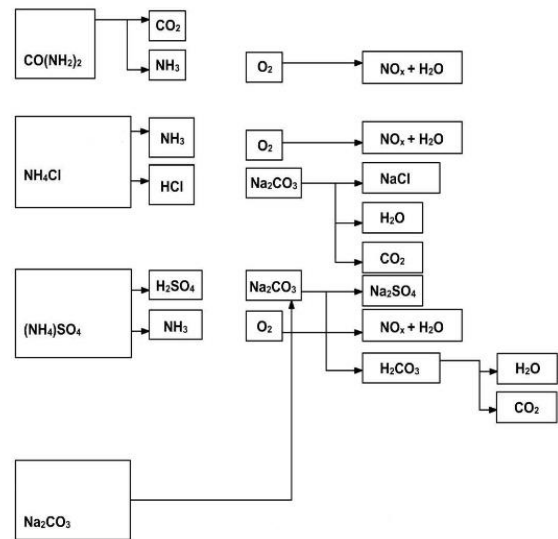 CO(NH₂)₂
CO₂
NH₃
O₂
NOₓ + H₂O
NH₄Cl
NH₃
HCl
O₂
NOₓ + H₂O
Na₂CO₃
NaCl
H₂O
CO₂
(NH₄)SO₄
H₂SO₄
NH₃
Na₂CO₃
Na₂SO₄
O₂
NOₓ + H₂O
H₂CO₃
H₂O
CO₂
Na₂CO₃